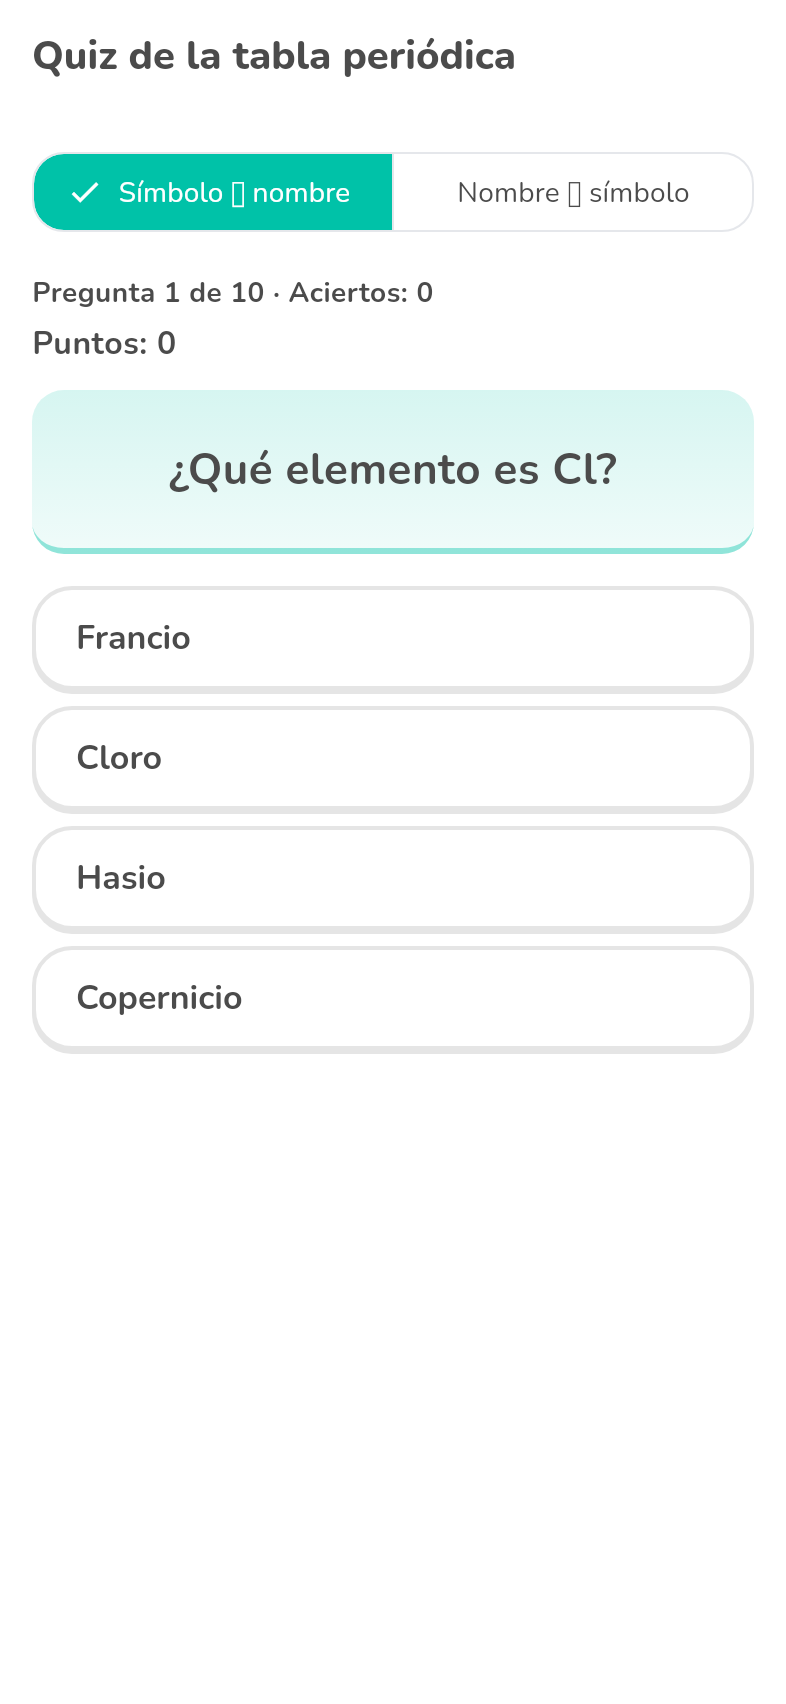 Quiz de la tabla periódica
Símbolo ▯ nombre
Nombre ▯ símbolo
Pregunta 1 de 10 · Aciertos: 0
Puntos: 0
¿Qué elemento es Cl?
Francio
Cloro
Hasio
Copernicio